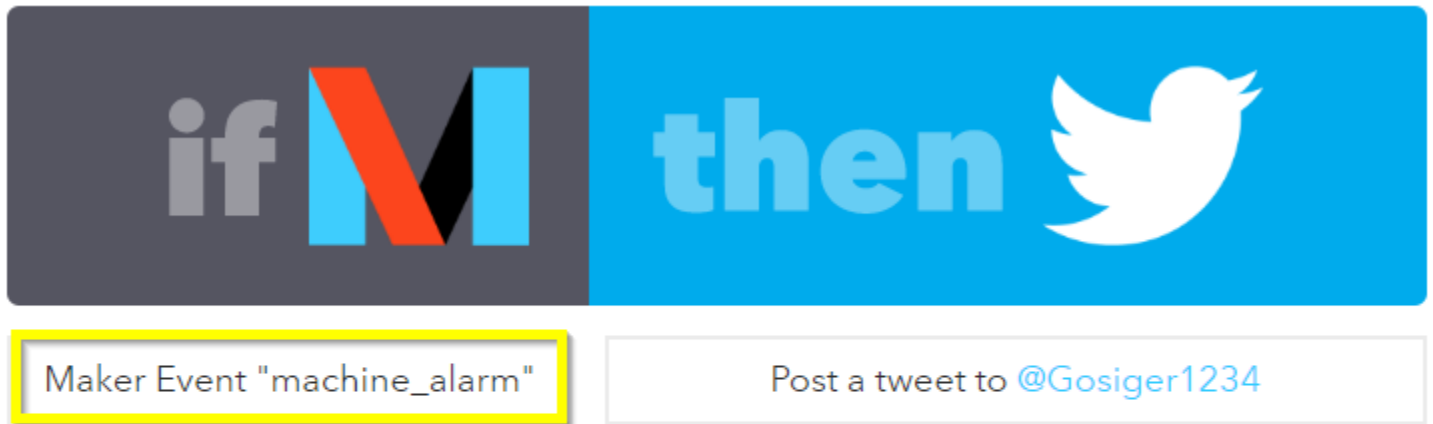 if M then
Maker Event "machine_alarm"
Post a tweet to @Gosiger1234